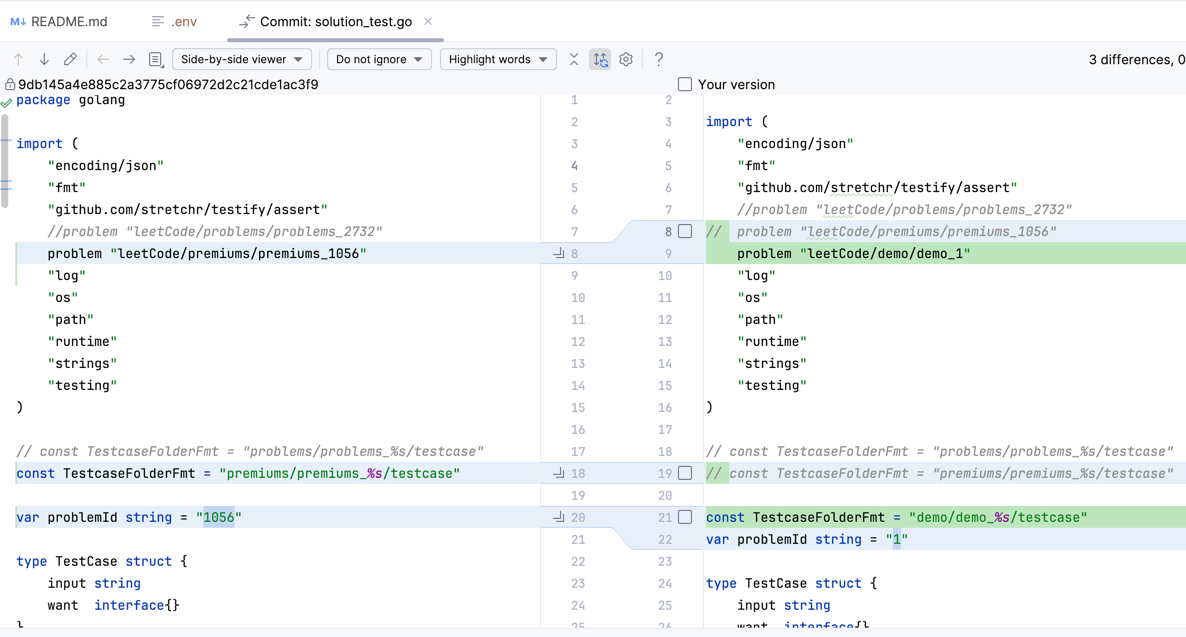 M↓ README.md
.env
Commit: solution_test.go
Side-by-side viewer
Do not ignore
Highlight words
?
3 differences, 0
9db145a4e885c2a3775cf06972d2c21cde1ac3f9
Your version
package golang
import (
"encoding/json"
"fmt"
"github.com/stretchr/testify/assert"
//problem "leetCode/problems/problems_2732"
problem "leetCode/premiums/premiums_1056"
"log"
"os"
"path"
"runtime"
"strings"
"testing"
)
// const TestcaseFolderFmt = "problems/problems_%s/testcase"
const TestcaseFolderFmt = "premiums/premiums_%s/testcase"
var problemId string = "1056"
type TestCase struct {
input string
want interface{}
}
1 2
2 3
3 4
4 5
5 6
6 7
7 8
8 9
9 10
10 11
11 12
12 13
13 14
14 15
15 16
16 17
17 18
18 19
19 20
20 21
21 22
22 23
23 24
24 25
25 26
import (
"encoding/json"
"fmt"
"github.com/stretchr/testify/assert"
//problem "leetCode/problems/problems_2732"
// problem "leetCode/premiums/premiums_1056"
problem "leetCode/demo/demo_1"
"log"
"os"
"path"
"runtime"
"strings"
"testing"
)
// const TestcaseFolderFmt = "problems/problems_%s/testcase"
// const TestcaseFolderFmt = "premiums/premiums_%s/testcase"
const TestcaseFolderFmt = "demo/demo_%s/testcase"
var problemId string = "1"
type TestCase struct {
input string
want interface{}